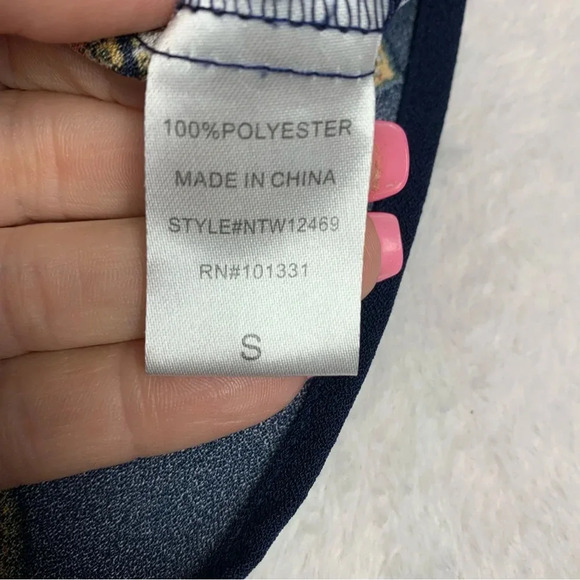 100%POLYESTER
MADE IN CHINA
STYLE#NTW12469
RN#101331
S